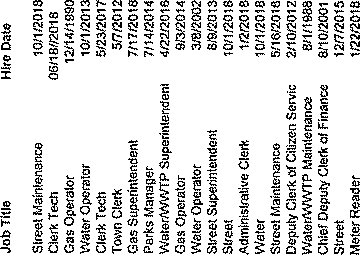 Job Title Hire Date
Street Maintenance 10/1/2018
Clerk Tech 06/18//2018
Gas Operator 12/14/1990
Water Operator 10/1/2013
Clerk Tech 5/23/2017
Town Clerk 5/7/2012
Gas Superintendent 7/17/2018
Parks Manager 7/14/2014
Water/WWTP Superintendent 4/22/2016
Gas Operator 9/3/2014
Water Operator 3/8/2002
Street Superintendent 8/9/2013
Street 10/1/2018
Administrative Clerk 1/2/2018
Water 10/1/2018
Street Maintenance 5/16/2016
Deputy Clerk of Citizen Servic 2/10/2012
Water/WWTP Maintenance 8/1/1988
Chief Deputy Clerk of Finance 8/10/2001
Street 12/7/2015
Meter Reader 1/22/2018